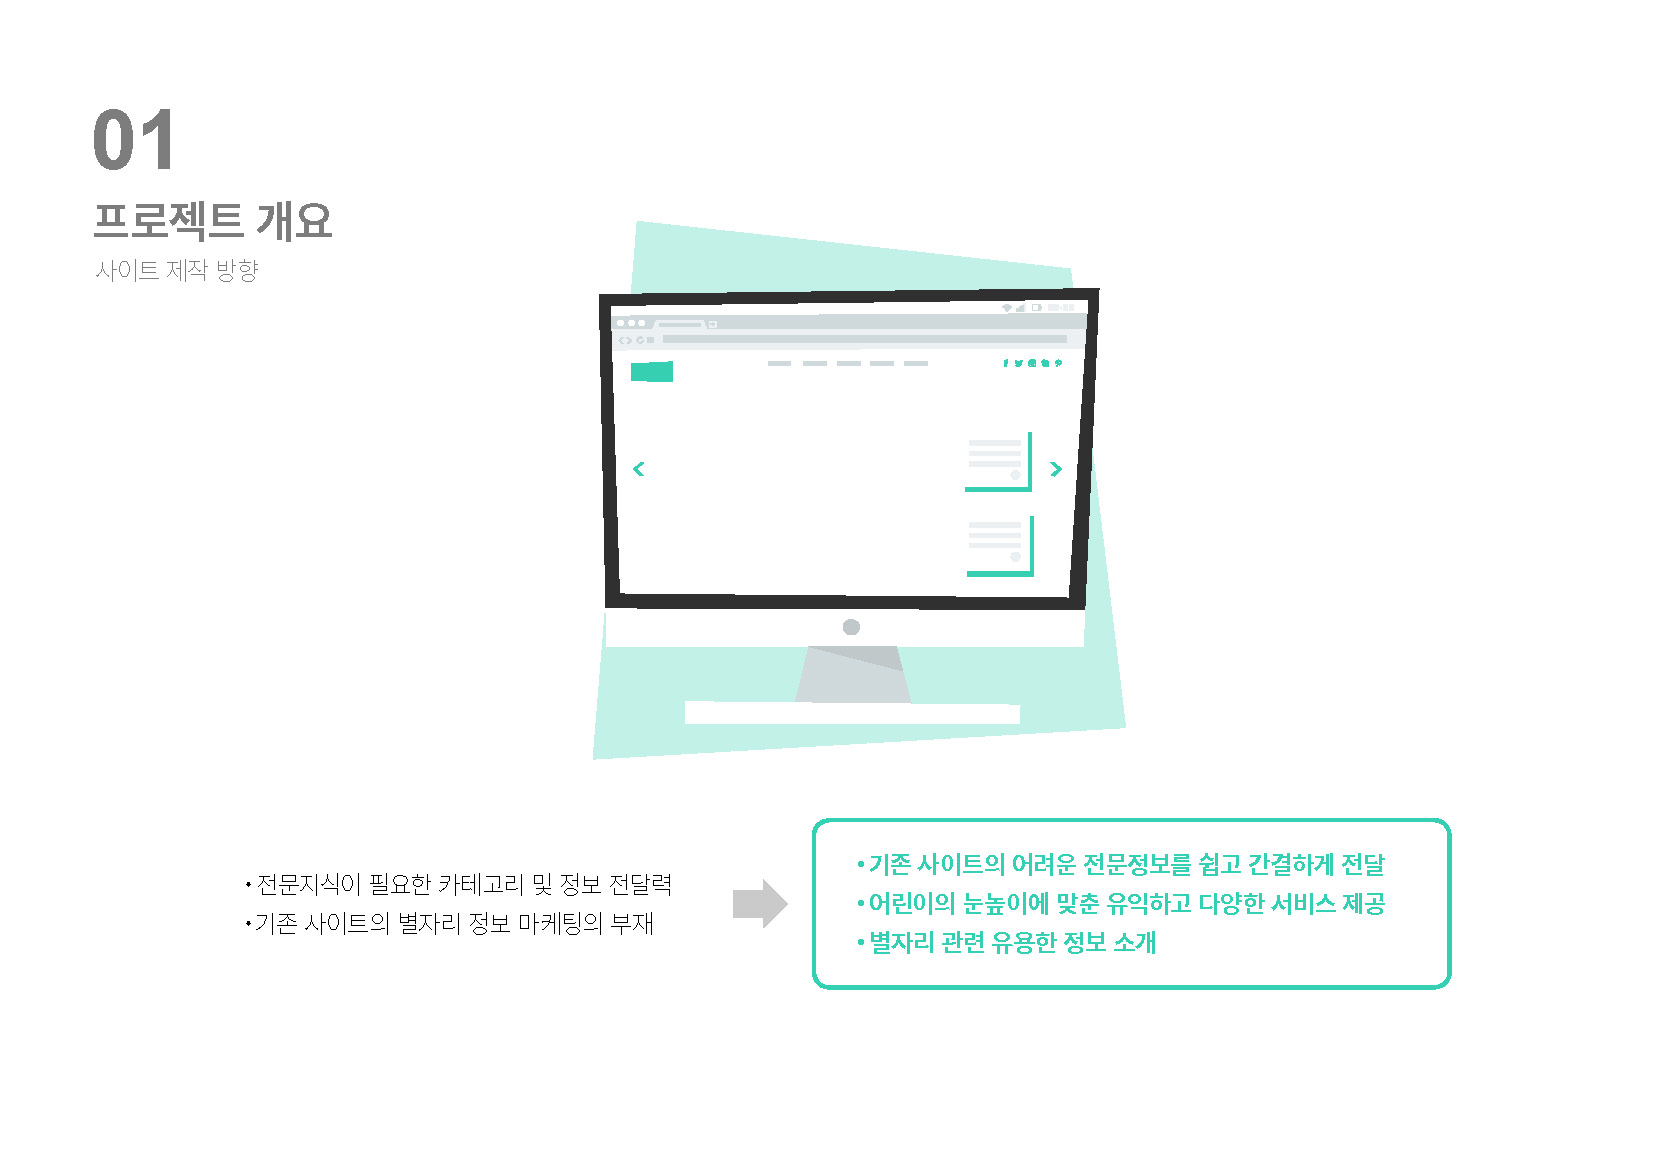 01
프로젝트 개요
사이트 제작 방향
•전문지식이 필요한 카테고리 및 정보 전달력
•기존 사이트의 별자리 정보 마케팅의 부재
•기존 사이트의 어려운 전문정보를 쉽고 간결하게 전달
•어린이의 눈높이에 맞춘 유익하고 다양한 서비스 제공
•별자리 관련 유용한 정보 소개